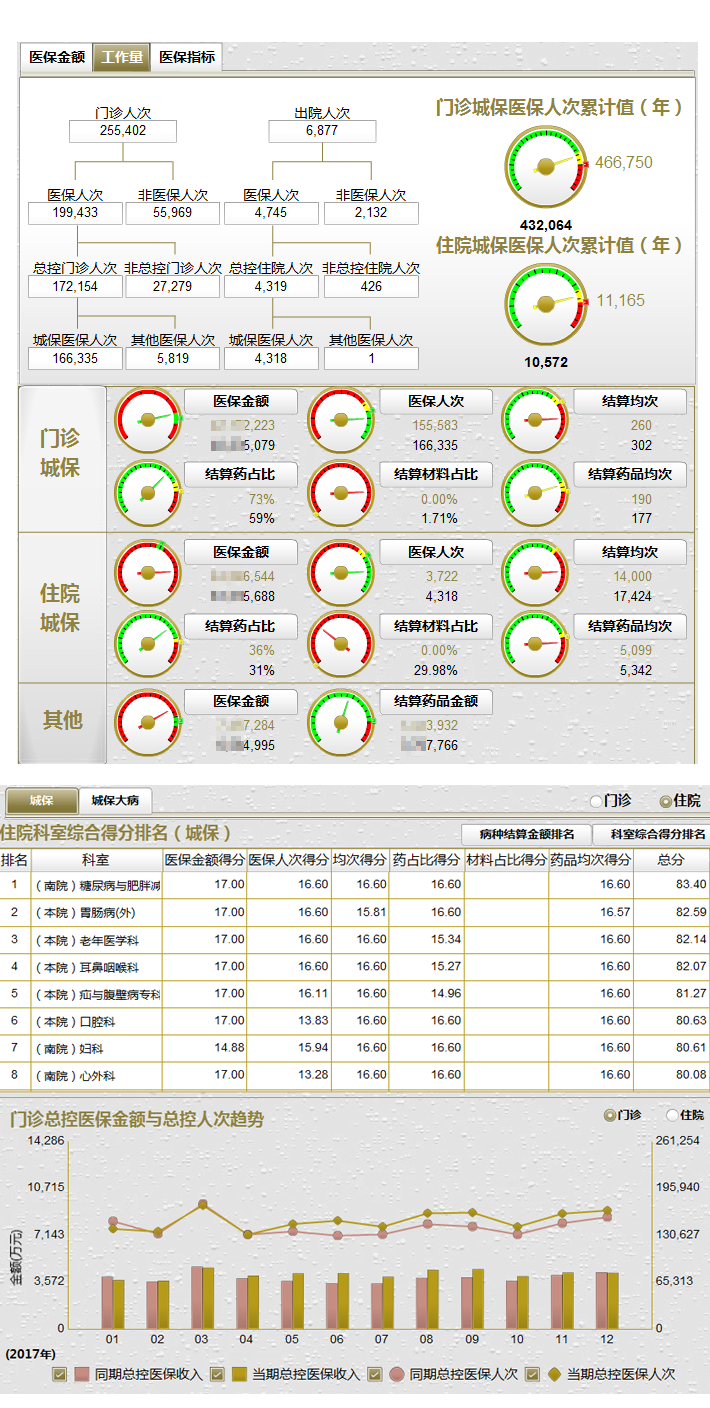 医保金额 工作量 医保指标
门诊人次 出院人次
255,402 6,877
医保人次 非医保人次 医保人次 非医保人次
199,433 55,969 4,745 2,132
总控门诊人次 非总控门诊人次 总控住院人次 非总控住院人次
172,154 27,279 4,319 426
城保医保人次 其他医保人次 城保医保人次 其他医保人次
166,335 5,819 4,318 1
门诊城保医保人次累计值（年）
466,750
432,064
住院城保医保人次累计值（年）
11,165
10,572
门诊
城保
医保金额 医保人次 结算均次
2,223 155,583 260
5,079 166,335 302
结算药占比 结算材料占比 结算药品均次
73% 0.00% 190
59% 1.71% 177
住院
城保
医保金额 医保人次 结算均次
6,544 3,722 14,000
5,688 4,318 17,424
结算药占比 结算材料占比 结算药品均次
36% 0.00% 5,099
31% 29.98% 5,342
其他
医保金额 结算药品金额
7,284 3,932
4,995 7,766
城保 城保大病 门诊 住院
住院科室综合得分排名（城保） 病种结算金额排名 科室综合得分排名
排名 科室 医保金额得分 医保人次得分 均次得分 药占比得分 材料占比得分 药品均次得分 总分
1 （南院）糖尿病与肥胖减 17.00 16.60 16.60 16.60 16.60 83.40
2 （本院）胃肠病(外) 17.00 16.60 15.81 16.60 16.57 82.59
3 （本院）老年医学科 17.00 16.60 16.60 15.34 16.60 82.14
4 （本院）耳鼻咽喉科 17.00 16.60 16.60 15.27 16.60 82.07
5 （本院）疝与腹壁病专科 17.00 16.11 16.60 14.96 16.60 81.27
6 （本院）口腔科 17.00 13.83 16.60 16.60 16.60 80.63
7 （南院）妇科 14.88 15.94 16.60 16.60 16.60 80.61
8 （南院）心外科 17.00 13.28 16.60 16.60 16.60 80.08
门诊总控医保金额与总控人次趋势 门诊 住院
14,286 261,254
10,715 195,940
7,143 130,627
3,572 65,313
0 0
金额(万元)
01 02 03 04 05 06 07 08 09 10 11 12
(2017年)
同期总控医保收入 当期总控医保收入 同期总控医保人次 当期总控医保人次